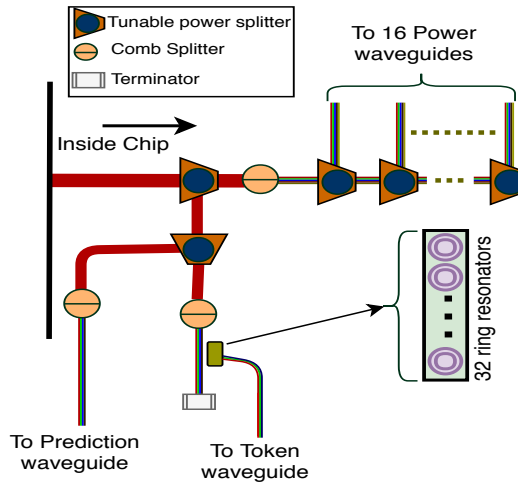 Tunable power splitter
Comb Splitter
Terminator
To 16 Power
waveguides
Inside Chip
32 ring resonators
To Prediction
waveguide
To Token
waveguide